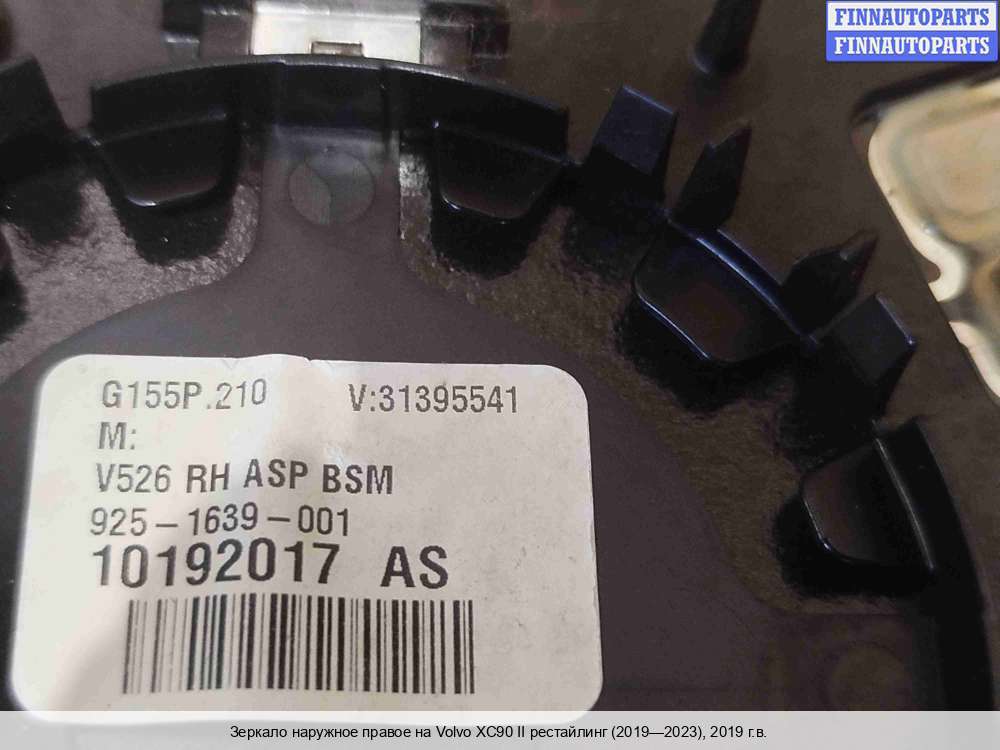 FINNAUTOPARTS
FINNAUTOPARTS
G155P.210 V:31395541
M:
V526 RH ASP BSM
925-1639-001
10192017 AS
Зеркало наружное правое на Volvo XC90 II рестайлинг (2019—2023), 2019 г.в.